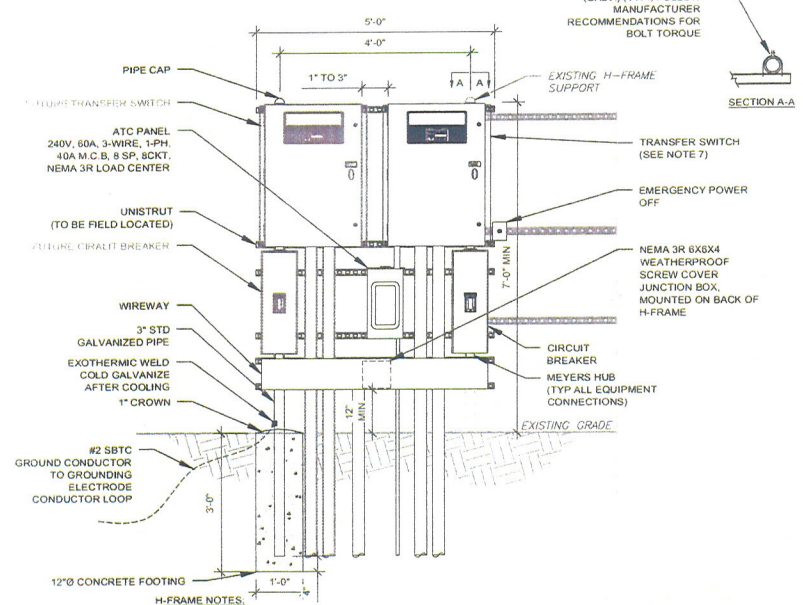 MANUFACTURER
RECOMMENDATIONS FOR
BOLT TORQUE
SECTION A-A
5'-0"
4'-0"
1" TO 3"
A A
PIPE CAP
FUTURE TRANSFER SWITCH
ATC PANEL
240V, 60A, 3-WIRE, 1-PH,
40A M.C.B, 8 SP, 8CKT,
NEMA 3R LOAD CENTER
UNISTRUT
(TO BE FIELD LOCATED)
FUTURE CIRALIT BREAKER
WIREWAY
3" STD
GALVANIZED PIPE
EXOTHERMIC WELD
COLD GALVANIZE
AFTER COOLING
1" CROWN
#2 SBTC
GROUND CONDUCTOR
TO GROUNDING
ELECTRODE
CONDUCTOR LOOP
12"Ø CONCRETE FOOTING
EXISTING H-FRAME
SUPPORT
TRANSFER SWITCH
(SEE NOTE 7)
EMERGENCY POWER
OFF
NEMA 3R 6X6X4
WEATHERPROOF
SCREW COVER
JUNCTION BOX,
MOUNTED ON BACK OF
H-FRAME
CIRCUIT
BREAKER
MEYERS HUB
(TYP ALL EQUIPMENT
CONNECTIONS)
7'-0" MIN
12"
MIN
EXISTING GRADE
3'-0"
1'-0"
4"
H-FRAME NOTES: